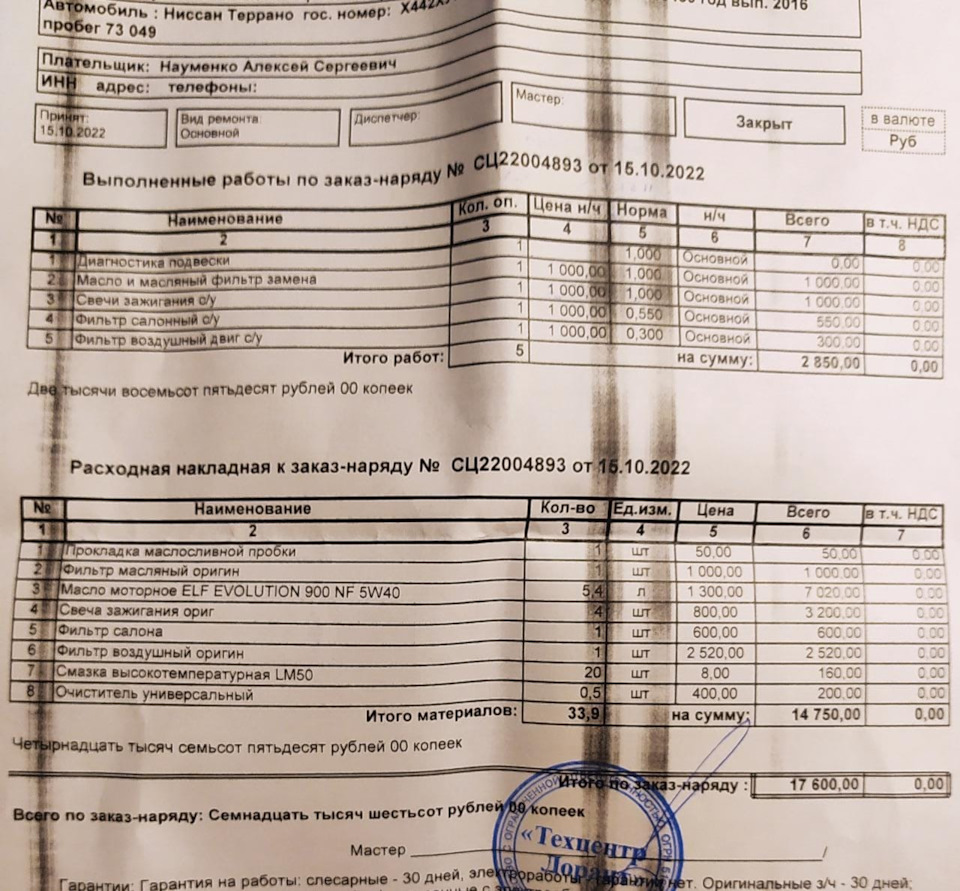 год вып. 2016
Автомобиль : Ниссан Террано гос. номер:
пробег 73 049
Плательщик: Науменко Алексей Сергеевич
ИНН адрес: телефоны:
Принят: Вид ремонта: Диспетчер: Мастер: Закрыт в валюте
15.10.2022 Основной Руб
Выполненные работы по заказ-наряду № СЦ22004893 от 15.10.2022
№ Наименование Кол. оп. Цена н/ч Норма н/ч Всего в т.ч. НДС
1 2 3 4 5 6 7 8
1 Диагностика подвески 1 1,000 Основной 0,00 0,00
2 Масло и масляный фильтр замена 1 1 000,00 1,000 Основной 1 000,00 0,00
3 Свечи зажигания с/у 1 1 000,00 1,000 Основной 1 000,00 0,00
4 Фильтр салонный с/у 1 1 000,00 0,550 Основной 550,00 0,00
5 Фильтр воздушный двиг с/у 1 1 000,00 0,300 Основной 300,00 0,00
Итого работ: 5 на сумму: 2 850,00 0,00
Две тысячи восемьсот пятьдесят рублей 00 копеек
Расходная накладная к заказ-наряду № СЦ22004893 от 15.10.2022
№ Наименование Кол-во Ед.изм. Цена Всего в т.ч. НДС
1 2 3 4 5 6 7
1 Прокладка маслосливной пробки 1 шт 50,00 50,00 0,00
2 Фильтр масляный оригин 1 шт 1 000,00 1 000,00 0,00
3 Масло моторное ELF EVOLUTION 900 NF 5W40 5,4 л 1 300,00 7 020,00 0,00
4 Свеча зажигания ориг 4 шт 800,00 3 200,00 0,00
5 Фильтр салона 1 шт 600,00 600,00 0,00
6 Фильтр воздушный оригин 1 шт 2 520,00 2 520,00 0,00
7 Смазка высокотемпературная LM50 20 шт 8,00 160,00 0,00
8 Очиститель универсальный 0,5 шт 400,00 200,00 0,00
Итого материалов: 33,9 на сумму: 14 750,00 0,00
Четырнадцать тысяч семьсот пятьдесят рублей 00 копеек
Итого по заказ-наряду : 17 600,00 0,00
Всего по заказ-наряду: Семнадцать тысяч шестьсот рублей 00 копеек
«Техцентр
Мастер /
Гарантии: Гарантия на работы: слесарные - 30 дней, электроработы - гарантии нет. Оригинальные з/ч - 30 дней;